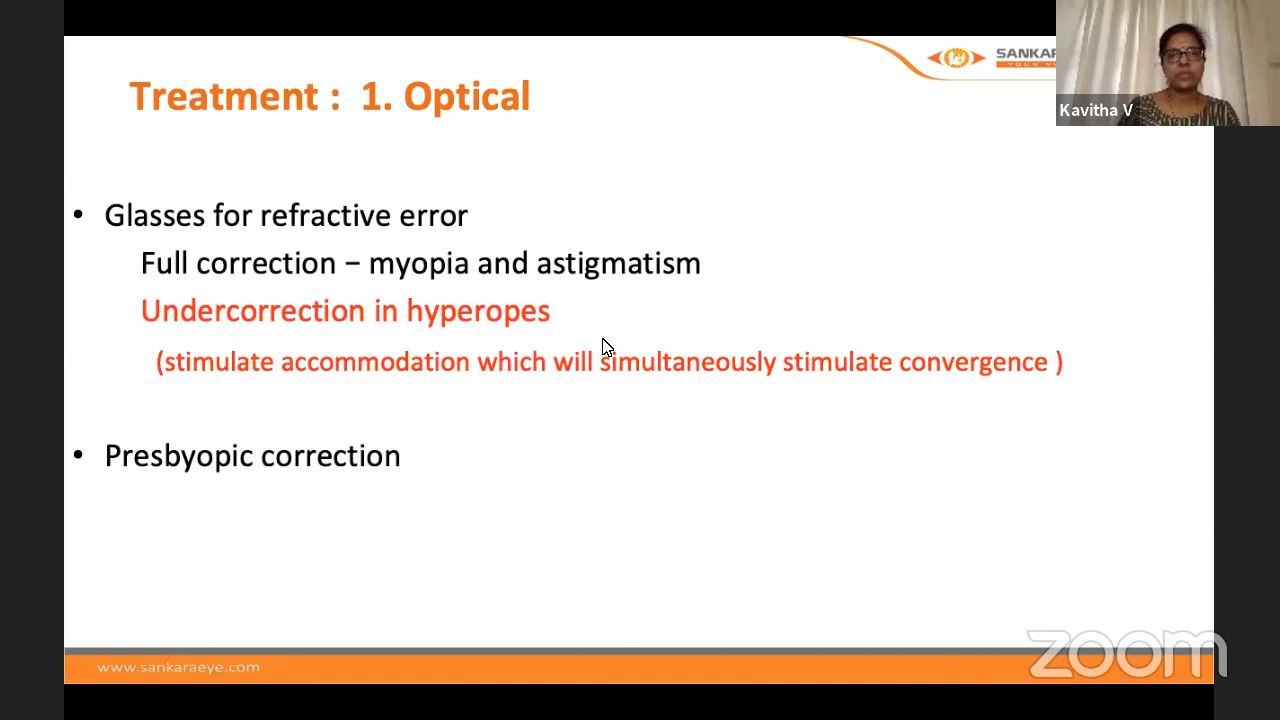 SANKARA
Treatment : 1. Optical
Kavitha V
• Glasses for refractive error
Full correction – myopia and astigmatism
Undercorrection in hyperopes
(stimulate accommodation which will simultaneously stimulate convergence )
• Presbyopic correction
www.sankaraeye.com
zoom